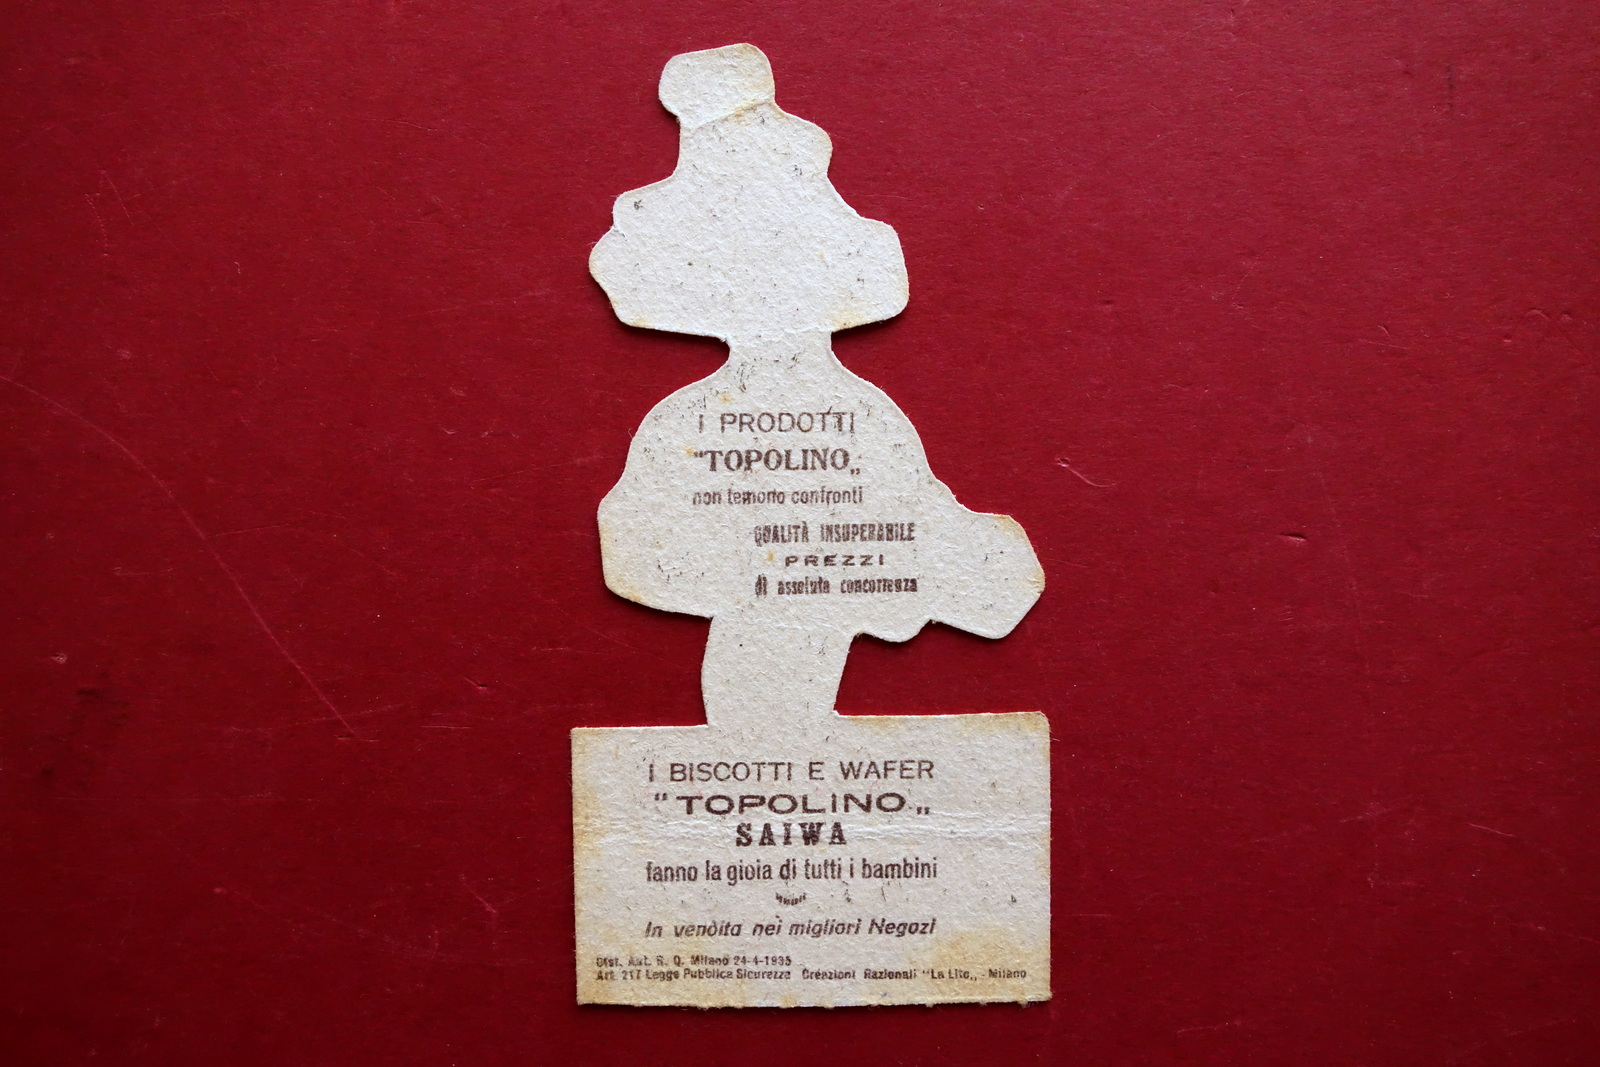 I PRODOTTI
"TOPOLINO„
non temono confronti
QUALITÀ INSUPERABILE
PREZZI
di assoluta concorrenza
I BISCOTTI E WAFER
"TOPOLINO„
SAIWA
fanno la gioia di tutti i bambini
In vendita nei migliori Negozi
Dist. Aut. R. Q. Milano 24-4-1935
Art. 217 Legge Pubblica Sicurezza Creazioni Razionali "La Lito„ - Milano